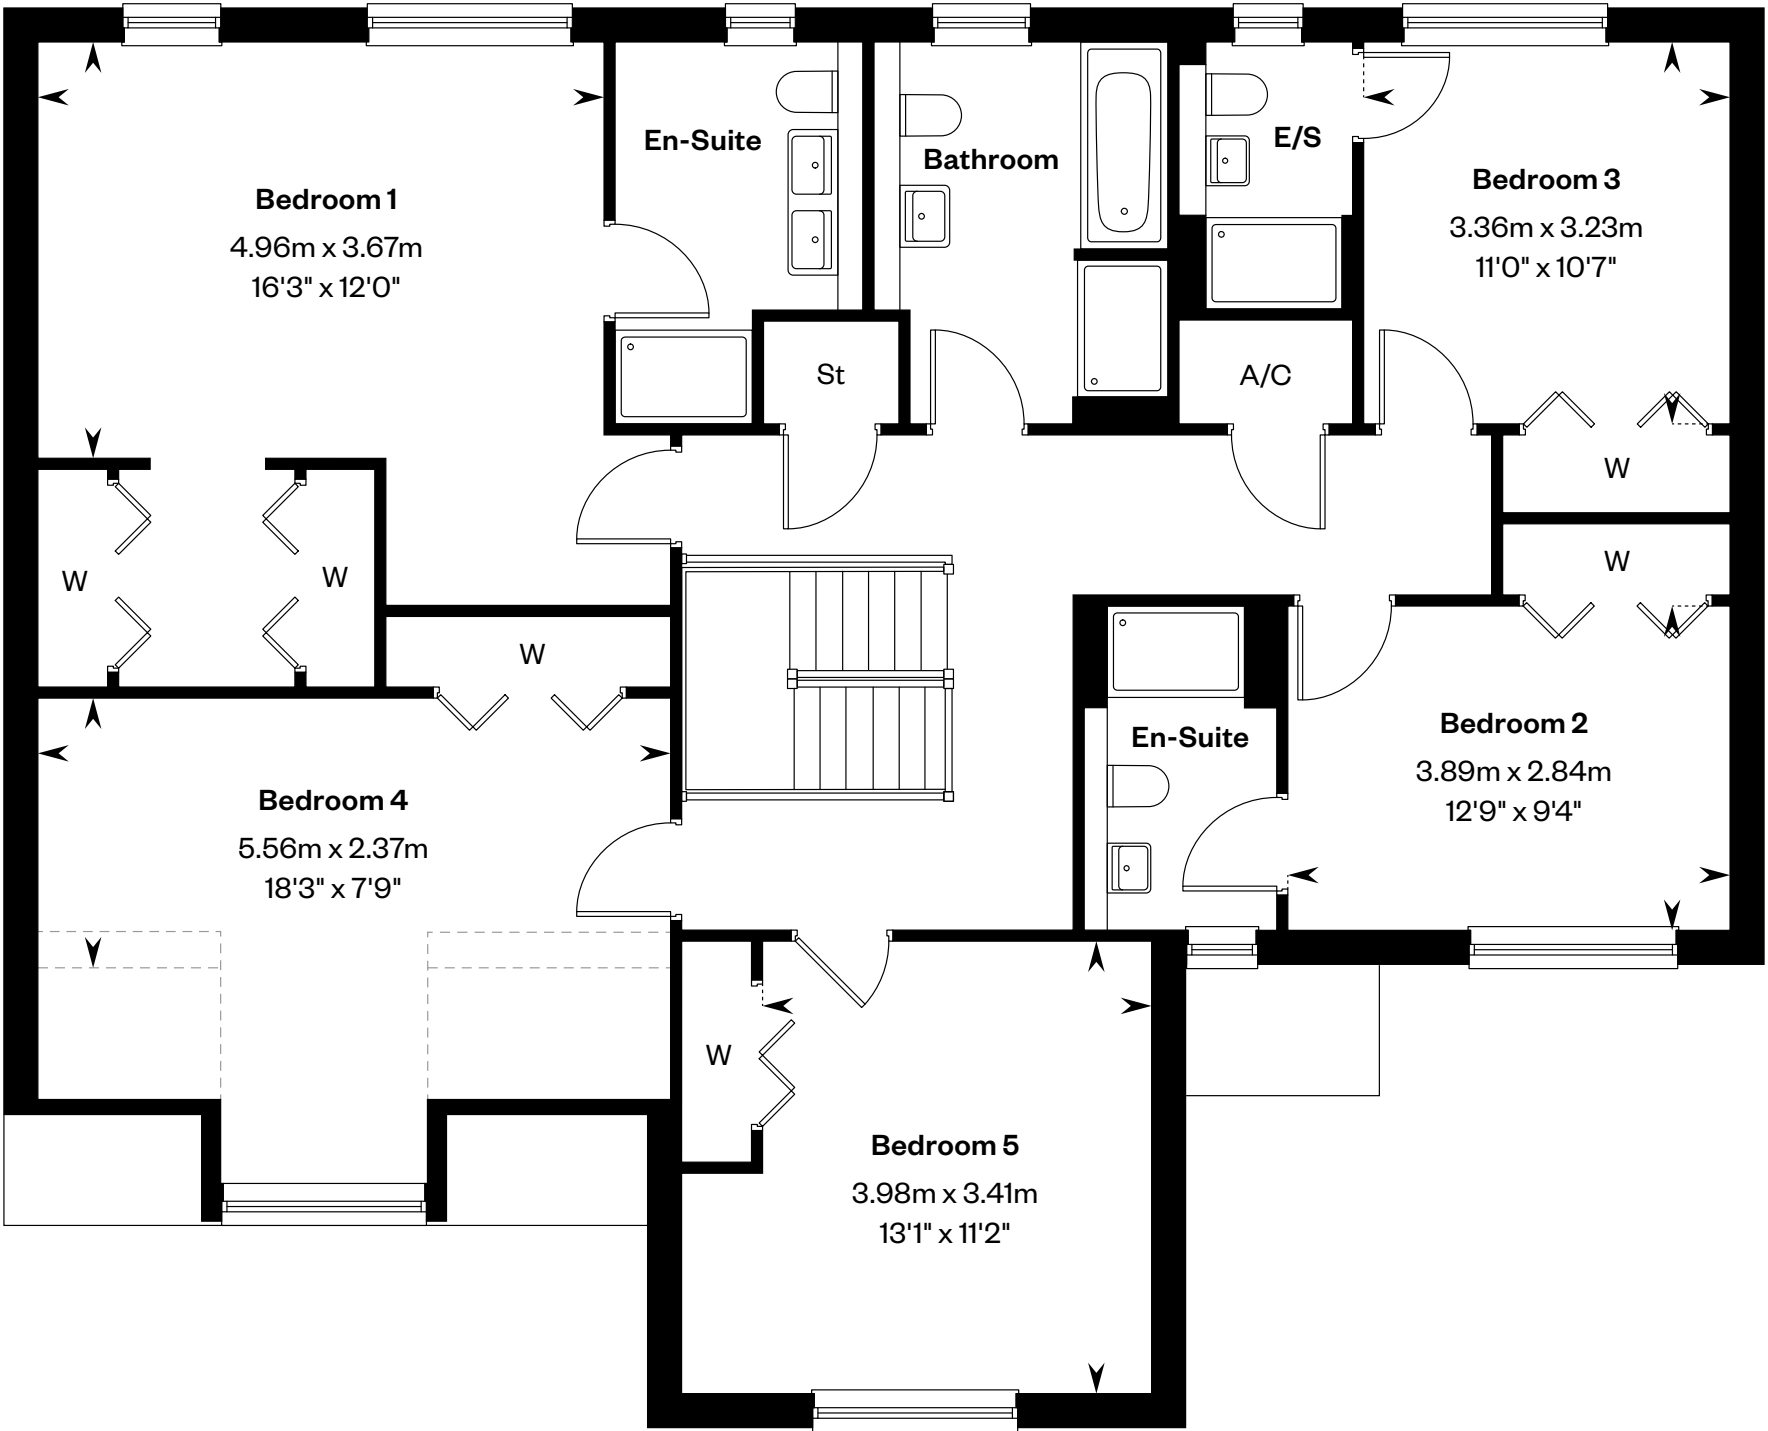 En-Suite
Bathroom
E/S
Bedroom 1
4.96m x 3.67m
16'3" x 12'0"
Bedroom 3
3.36m x 3.23m
11'0" x 10'7"
St
A/C
W
W
W
W
W
Bedroom 4
5.56m x 2.37m
18'3" x 7'9"
En-Suite
Bedroom 2
3.89m x 2.84m
12'9" x 9'4"
W
Bedroom 5
3.98m x 3.41m
13'1" x 11'2"